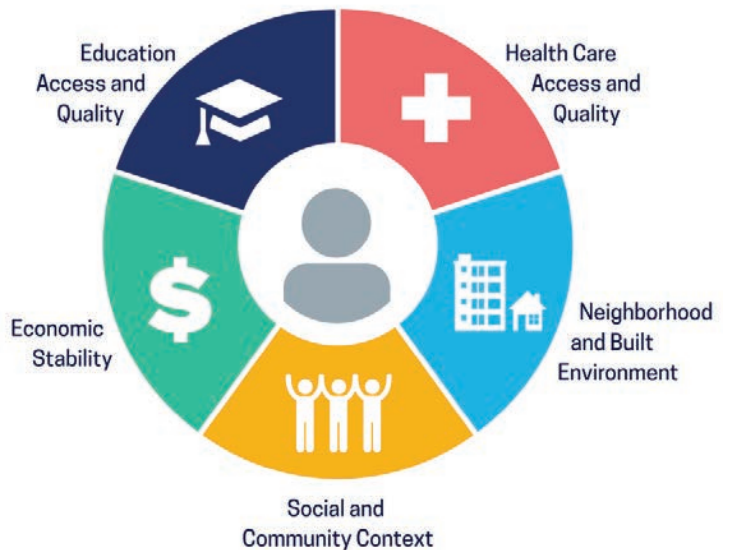 Education
Access and
Quality
Health Care
Access and
Quality
$
Economic
Stability
Neighborhood
and Built
Environment
Social and
Community Context